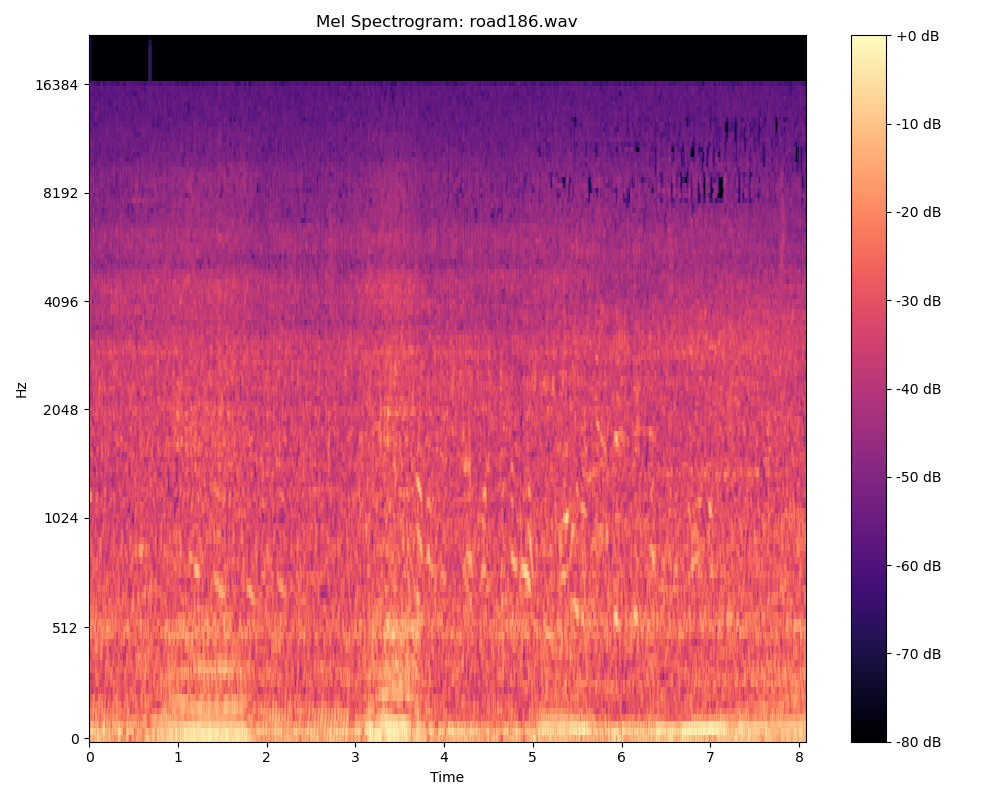 Mel Spectrogram: road186.wav
+0 dB
16384
-10 dB
8192
-20 dB
4096
-30 dB
Hz
2048
-40 dB
1024
-50 dB
512
-60 dB
-70 dB
0
-80 dB
0 1 2 3 4 5 6 7 8
Time